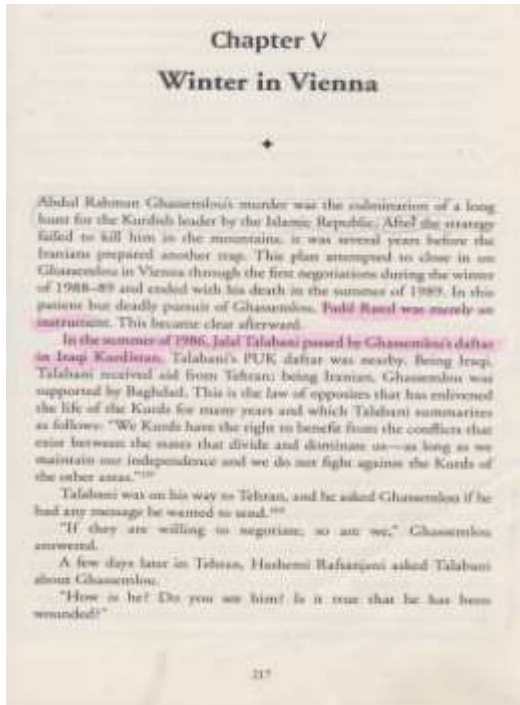 Chapter V
Winter in Vienna
Abdul Rahman Ghassemlou's murder was the culmination of a long
hunt for the Kurdish leader by the Islamic Republic. After the strategy
failed to kill him in the mountains, it was several years before the
Iranians prepared another trap. This plan attempted to close in on
Ghassemlou in Vienna through the first negotiations during the winter
of 1988–89 and ended with his death in the summer of 1989. In this
patient but deadly pursuit of Ghassemlou, Fadil Rasul was merely an
instrument. This became clear afterward.
In the summer of 1986, Jalal Talabani passed by Ghassemlou's daftar
in Iraqi Kurdistan. Talabani's PUK daftar was nearby. Being Iraqi,
Talabani received aid from Tehran; being Iranian, Ghassemlou was
supported by Baghdad. This is the law of opposites that has enlivened
the life of the Kurds for many years and which Talabani summarizes
as follows: "We Kurds have the right to benefit from the conflicts that
exist between the states that divide and dominate us—as long as we
maintain our independence and we do not fight against the Kurds of
the other areas."
Talabani was on his way to Tehran, and he asked Ghassemlou if he
had any message he wanted to send.
"If they are willing to negotiate, so are we," Ghassemlou
answered.
A few days later in Tehran, Hashemi Rafsanjani asked Talabani
about Ghassemlou.
"How is he? Do you see him? Is it true that he has been
wounded?"
217